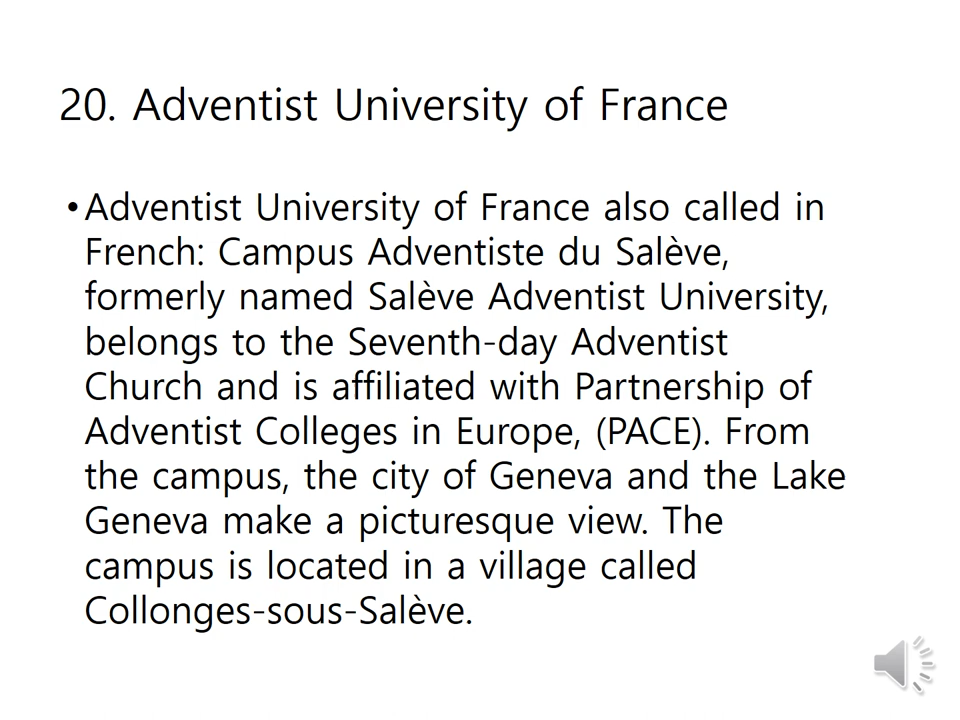 20. Adventist University of France
•Adventist University of France also called in
French: Campus Adventiste du Salève,
formerly named Salève Adventist University,
belongs to the Seventh-day Adventist
Church and is affiliated with Partnership of
Adventist Colleges in Europe, (PACE). From
the campus, the city of Geneva and the Lake
Geneva make a picturesque view. The
campus is located in a village called
Collonges-sous-Salève.